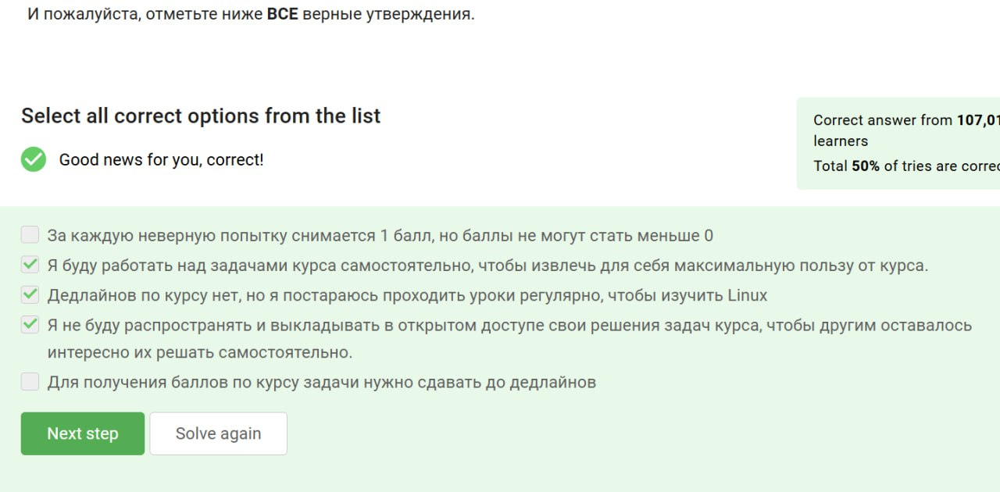 И пожалуйста, отметьте ниже ВСЕ верные утверждения.
Select all correct options from the list
Good news for you, correct!
Correct answer from
learners
Total 50% of tries are
За каждую неверную попытку снимается 1 балл, но баллы не могут стать меньше 0
Я буду работать над задачами курса самостоятельно, чтобы извлечь для себя максимальную пользу от курса.
Дедлайнов по курсу нет, но я постараюсь проходить уроки регулярно, чтобы изучить Linux
Я не буду распространять и выкладывать в открытом доступе свои решения задач курса, чтобы другим оставалось
интересно их решать самостоятельно.
Для получения баллов по курсу задачи нужно сдавать до дедлайнов
Next step
Solve again